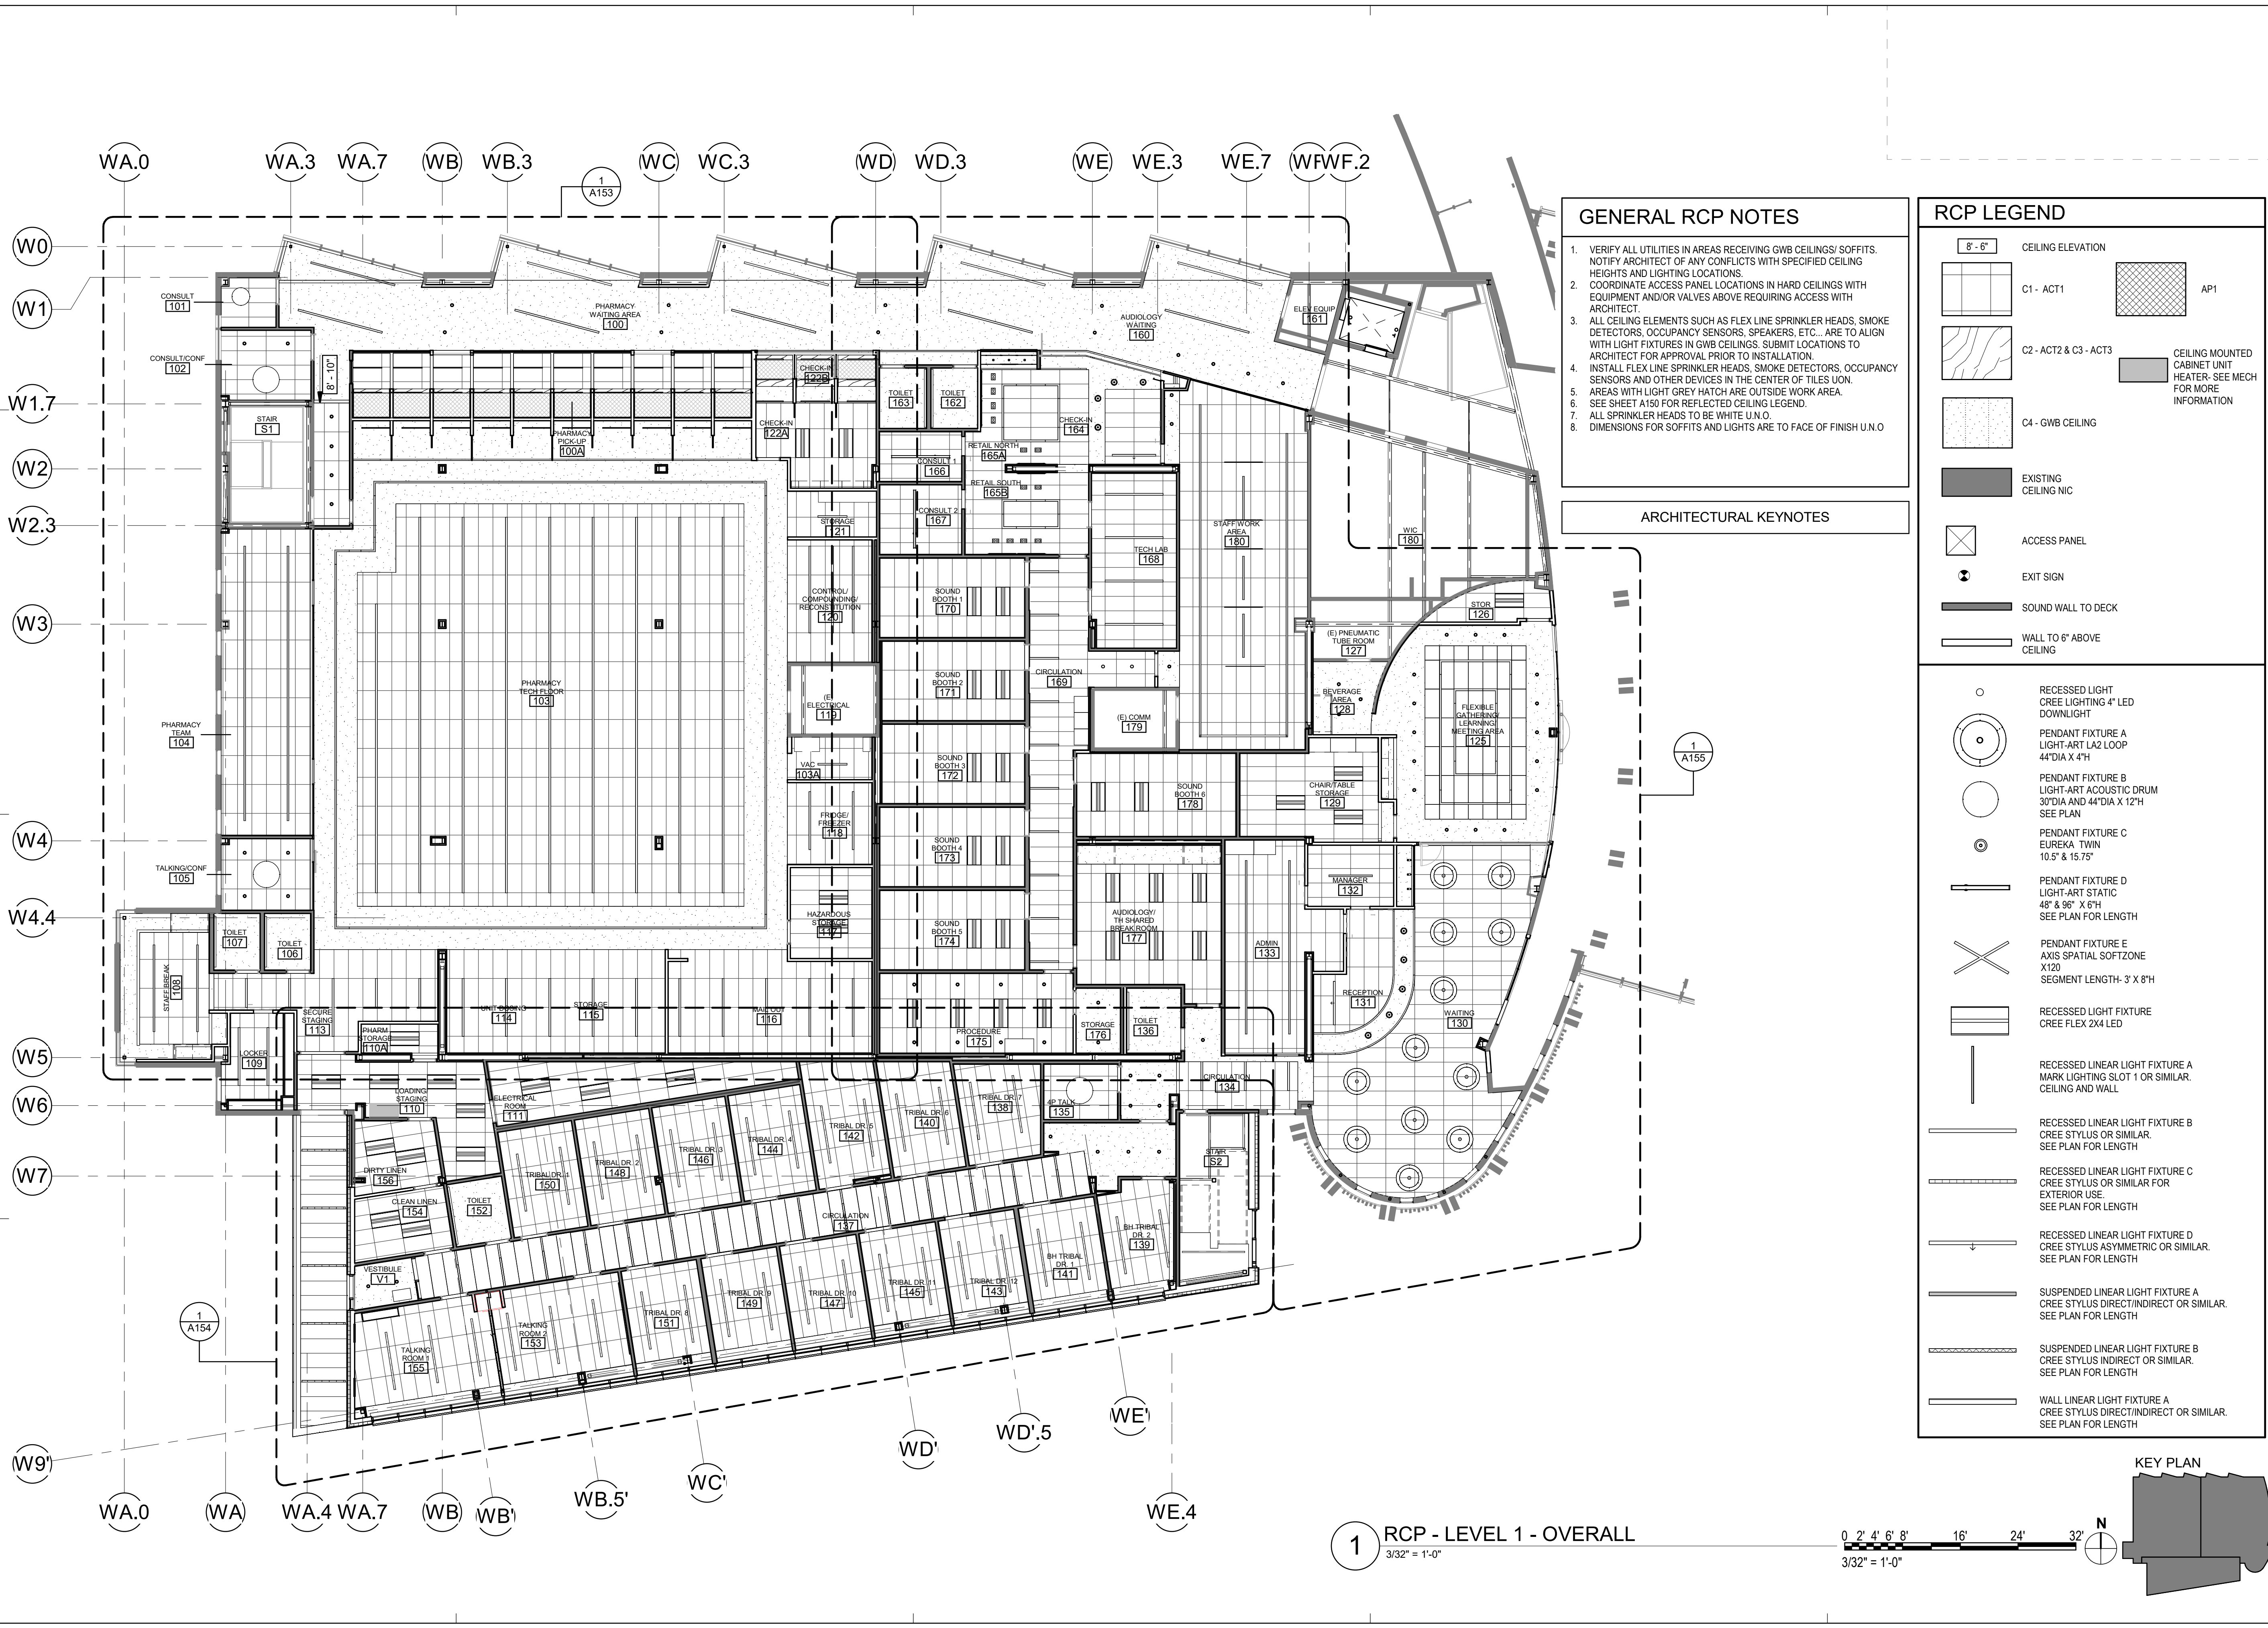 WA.0
WA.3
WA.7
WB
WB.3
WC
WC.3
WD
WD.3
WE
WE.3
WE.7
WF
WF.2
1
A153
W0
W1
W1.7
W2
W2.3
W3
W4
W4.4
W5
W6
W7
W9'
CONSULT
101
CONSULT/CONF
102
STAIR
S1
8' - 10"
PHARMACY
WAITING AREA
100
AUDIOLOGY
WAITING
160
ELEV EQUIP
161
CHECK-IN
122B
CHECK-IN
122A
PHARMACY
PICK-UP
100A
TOILET
163
TOILET
162
CHECK-IN
164
RETAIL NORTH
165A
CONSULT 1
166
RETAIL SOUTH
165B
CONSULT 2
167
STORAGE
121
STAFF WORK
AREA
180
WIC
180
TECH LAB
168
CONTROL/
COMPOUNDING/
RECONSTITUTION
120
SOUND
BOOTH 1
170
STOR
126
(E) PNEUMATIC
TUBE ROOM
127
PHARMACY
TECH FLOOR
103
SOUND
BOOTH 2
171
CIRCULATION
169
(E)
ELECTRICAL
119
(E) COMM
179
BEVERAGE
AREA
128
FLEXIBLE
GATHERING/
LEARNING/
MEETING AREA
125
PHARMACY
TEAM
104
VAC
103A
SOUND
BOOTH 3
172
SOUND
BOOTH 6
178
CHAIR/TABLE
STORAGE
129
1
A155
FRIDGE/
FREEZER
118
SOUND
BOOTH 4
173
TALKING/CONF
105
MANAGER
132
HAZARDOUS
STORAGE
117
SOUND
BOOTH 5
174
AUDIOLOGY/
TH SHARED
BREAK ROOM
177
ADMIN
133
TOILET
107
TOILET
106
STAFF BREAK
108
RECEPTION
131
WAITING
130
SECURE
STAGING
113
UNIT DOSING
114
STORAGE
115
MAIL OUT
116
PROCEDURE
175
STORAGE
176
TOILET
136
PHARM
STORAGE
110A
LOCKER
109
LOADING
STAGING
110
ELECTRICAL
ROOM
111
CIRCULATION
134
4P TALK
135
TRIBAL DR. 7
138
TRIBAL DR. 6
140
TRIBAL DR. 5
142
TRIBAL DR. 4
144
TRIBAL DR. 3
146
TRIBAL DR. 2
148
TRIBAL DR. 1
150
STAIR
S2
DIRTY LINEN
156
CLEAN LINEN
154
TOILET
152
CIRCULATION
137
BH TRIBAL
DR. 2
139
BH TRIBAL
DR. 1
141
VESTIBULE
V1
TRIBAL DR. 12
143
TRIBAL DR. 11
145
TRIBAL DR. 10
147
TRIBAL DR. 9
149
TRIBAL DR. 8
151
TALKING
ROOM 2
153
TALKING
ROOM 1
155
1
A154
WA.0
WA
WA.4
WA.7
WB
WB'
WB.5'
WC'
WD'
WD'.5
WE'
WE.4
GENERAL RCP NOTES
1. VERIFY ALL UTILITIES IN AREAS RECEIVING GWB CEILINGS/ SOFFITS.
NOTIFY ARCHITECT OF ANY CONFLICTS WITH SPECIFIED CEILING
HEIGHTS AND LIGHTING LOCATIONS.
2. COORDINATE ACCESS PANEL LOCATIONS IN HARD CEILINGS WITH
EQUIPMENT AND/OR VALVES ABOVE REQUIRING ACCESS WITH
ARCHITECT.
3. ALL CEILING ELEMENTS SUCH AS FLEX LINE SPRINKLER HEADS, SMOKE
DETECTORS, OCCUPANCY SENSORS, SPEAKERS, ETC... ARE TO ALIGN
WITH LIGHT FIXTURES IN GWB CEILINGS. SUBMIT LOCATIONS TO
ARCHITECT FOR APPROVAL PRIOR TO INSTALLATION.
4. INSTALL FLEX LINE SPRINKLER HEADS, SMOKE DETECTORS, OCCUPANCY
SENSORS AND OTHER DEVICES IN THE CENTER OF TILES UON.
5. AREAS WITH LIGHT GREY HATCH ARE OUTSIDE WORK AREA.
6. SEE SHEET A150 FOR REFLECTED CEILING LEGEND.
7. ALL SPRINKLER HEADS TO BE WHITE U.N.O.
8. DIMENSIONS FOR SOFFITS AND LIGHTS ARE TO FACE OF FINISH U.N.O
ARCHITECTURAL KEYNOTES
RCP LEGEND
8' - 6"
CEILING ELEVATION
C1 - ACT1
AP1
C2 - ACT2 & C3 - ACT3
CEILING MOUNTED
CABINET UNIT
HEATER- SEE MECH
FOR MORE
INFORMATION
C4 - GWB CEILING
EXISTING
CEILING NIC
ACCESS PANEL
EXIT SIGN
SOUND WALL TO DECK
WALL TO 6" ABOVE
CEILING
RECESSED LIGHT
CREE LIGHTING 4" LED
DOWNLIGHT
PENDANT FIXTURE A
LIGHT-ART LA2 LOOP
44"DIA X 4"H
PENDANT FIXTURE B
LIGHT-ART ACOUSTIC DRUM
30"DIA AND 44"DIA X 12"H
SEE PLAN
PENDANT FIXTURE C
EUREKA TWIN
10.5" & 15.75"
PENDANT FIXTURE D
LIGHT-ART STATIC
48" & 96" X 6"H
SEE PLAN FOR LENGTH
PENDANT FIXTURE E
AXIS SPATIAL SOFTZONE
X120
SEGMENT LENGTH- 3' X 8"H
RECESSED LIGHT FIXTURE
CREE FLEX 2X4 LED
RECESSED LINEAR LIGHT FIXTURE A
MARK LIGHTING SLOT 1 OR SIMILAR.
CEILING AND WALL
RECESSED LINEAR LIGHT FIXTURE B
CREE STYLUS OR SIMILAR.
SEE PLAN FOR LENGTH
RECESSED LINEAR LIGHT FIXTURE C
CREE STYLUS OR SIMILAR FOR
EXTERIOR USE.
SEE PLAN FOR LENGTH
RECESSED LINEAR LIGHT FIXTURE D
CREE STYLUS ASYMMETRIC OR SIMILAR.
SEE PLAN FOR LENGTH
SUSPENDED LINEAR LIGHT FIXTURE A
CREE STYLUS DIRECT/INDIRECT OR SIMILAR.
SEE PLAN FOR LENGTH
SUSPENDED LINEAR LIGHT FIXTURE B
CREE STYLUS INDIRECT OR SIMILAR.
SEE PLAN FOR LENGTH
WALL LINEAR LIGHT FIXTURE A
CREE STYLUS DIRECT/INDIRECT OR SIMILAR.
SEE PLAN FOR LENGTH
KEY PLAN
1
RCP - LEVEL 1 - OVERALL
3/32" = 1'-0"
0 2' 4' 6' 8' 16' 24' 32'
3/32" = 1'-0"
N